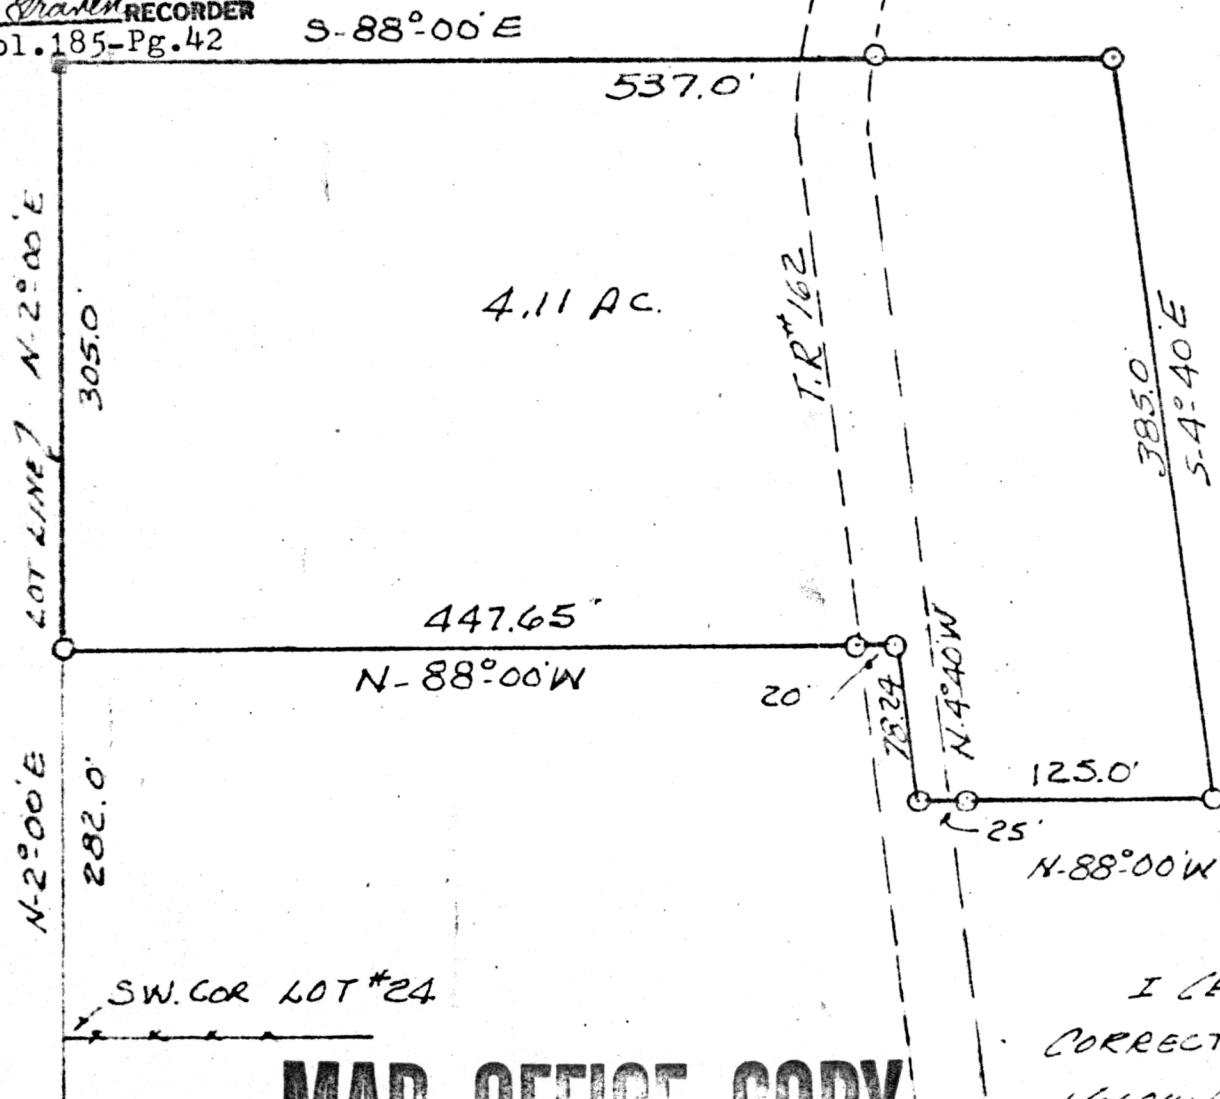 RECORDER
ol.185-Pg.42
S-88°-00'E
537.0'
LOT LINE N-2°00'E
305.0'
4.11 AC.
T.R#162
385.0
S-4°40'E
447.65'
N-88°-00'W
20'
78.24
N.4°40W
125.0'
25'
N-88°-00'W
N-2°-00'E
282.0'
SW.COR LOT #24
I CE
CORRECT
MAP OFFICE COPY